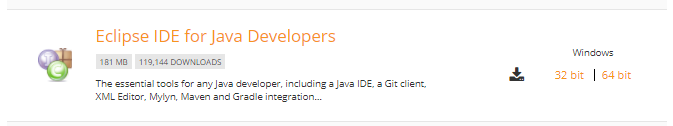 Eclipse IDE for Java Developers
181 MB 119,144 DOWNLOADS
The essential tools for any Java developer, including a Java IDE, a Git client,
XML Editor, Mylyn, Maven and Gradle integration...
Windows
32 bit | 64 bit